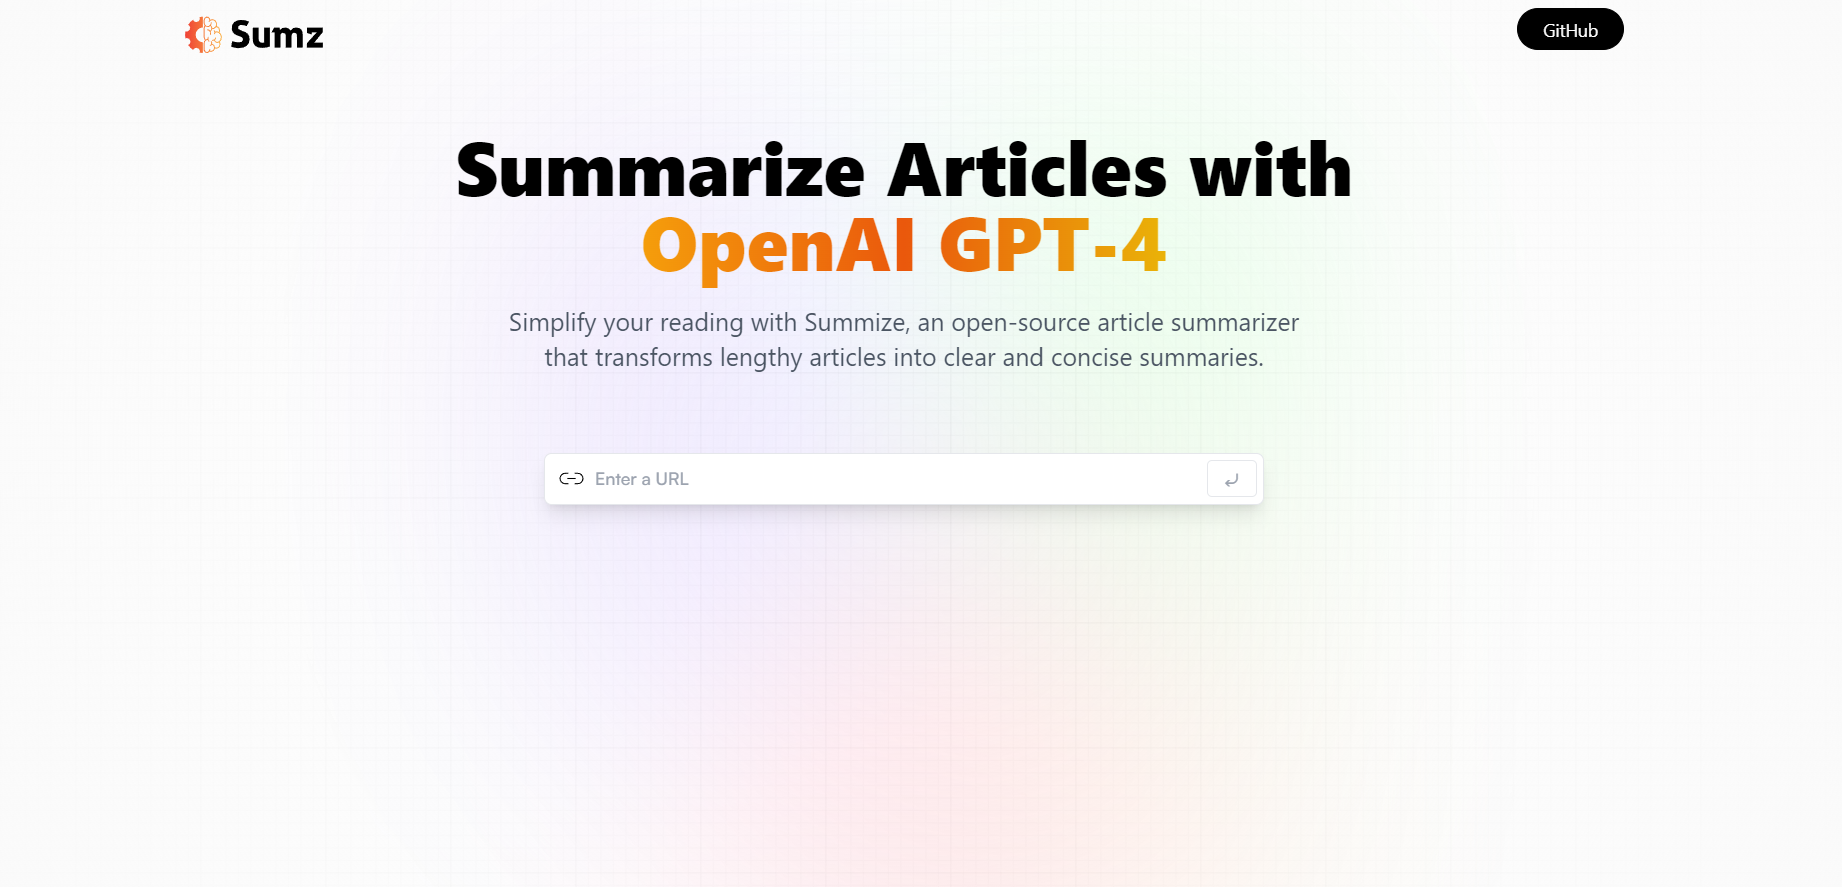 Sumz
GitHub
Summarize Articles with
OpenAI GPT-4
Simplify your reading with Summize, an open-source article summarizer
that transforms lengthy articles into clear and concise summaries.
Enter a URL